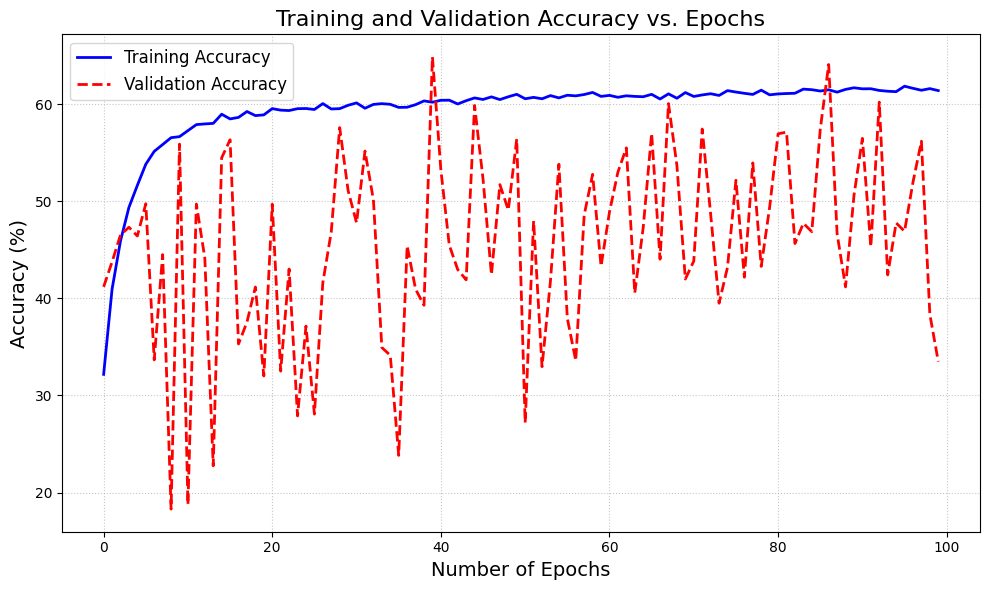 Training and Validation Accuracy vs. Epochs
Training Accuracy
Validation Accuracy
Accuracy (%)
60
50
40
30
20
0 20 40 60 80 100
Number of Epochs